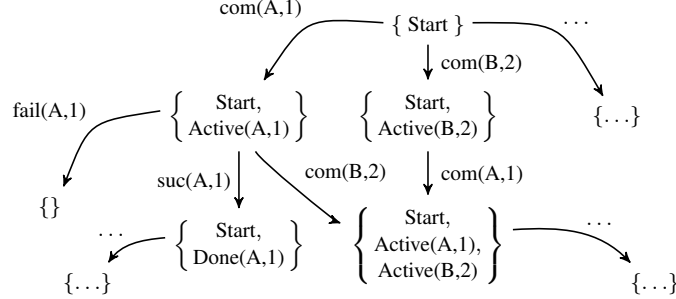 com(A,1)
{ Start }
. . .
com(B,2)
fail(A,1)
{ Start,
Active(A,1) }
{ Start,
Active(B,2) }
{. . .}
suc(A,1)
com(B,2)
com(A,1)
{}
. . .
{ Start,
Done(A,1) }
{ Start,
Active(A,1),
Active(B,2) }
. . .
{. . .}
{. . .}